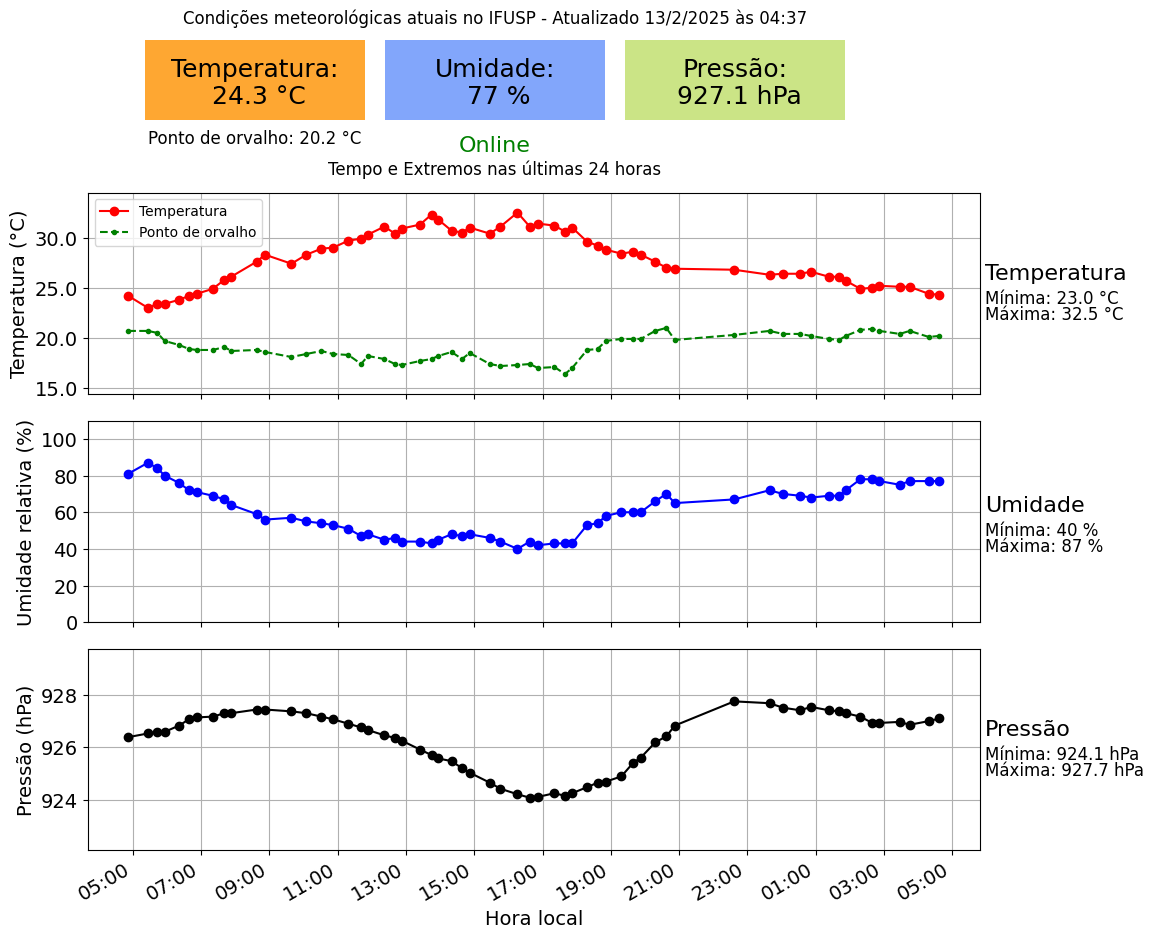 Condições meteorológicas atuais no IFUSP - Atualizado 13/2/2025 às 04:37
Temperatura:
24.3 °C
Umidade:
77 %
Pressão:
927.1 hPa
Ponto de orvalho: 20.2 °C
Online
Tempo e Extremos nas últimas 24 horas
Temperatura (°C)
30.0
25.0
20.0
15.0
Temperatura
Ponto de orvalho
Temperatura
Mínima: 23.0 °C
Máxima: 32.5 °C
Umidade relativa (%)
100
80
60
40
20
0
Umidade
Mínima: 40 %
Máxima: 87 %
Pressão (hPa)
928
926
924
Pressão
Mínima: 924.1 hPa
Máxima: 927.7 hPa
05:00
07:00
09:00
11:00
13:00
15:00
17:00
19:00
21:00
23:00
01:00
03:00
05:00
Hora local